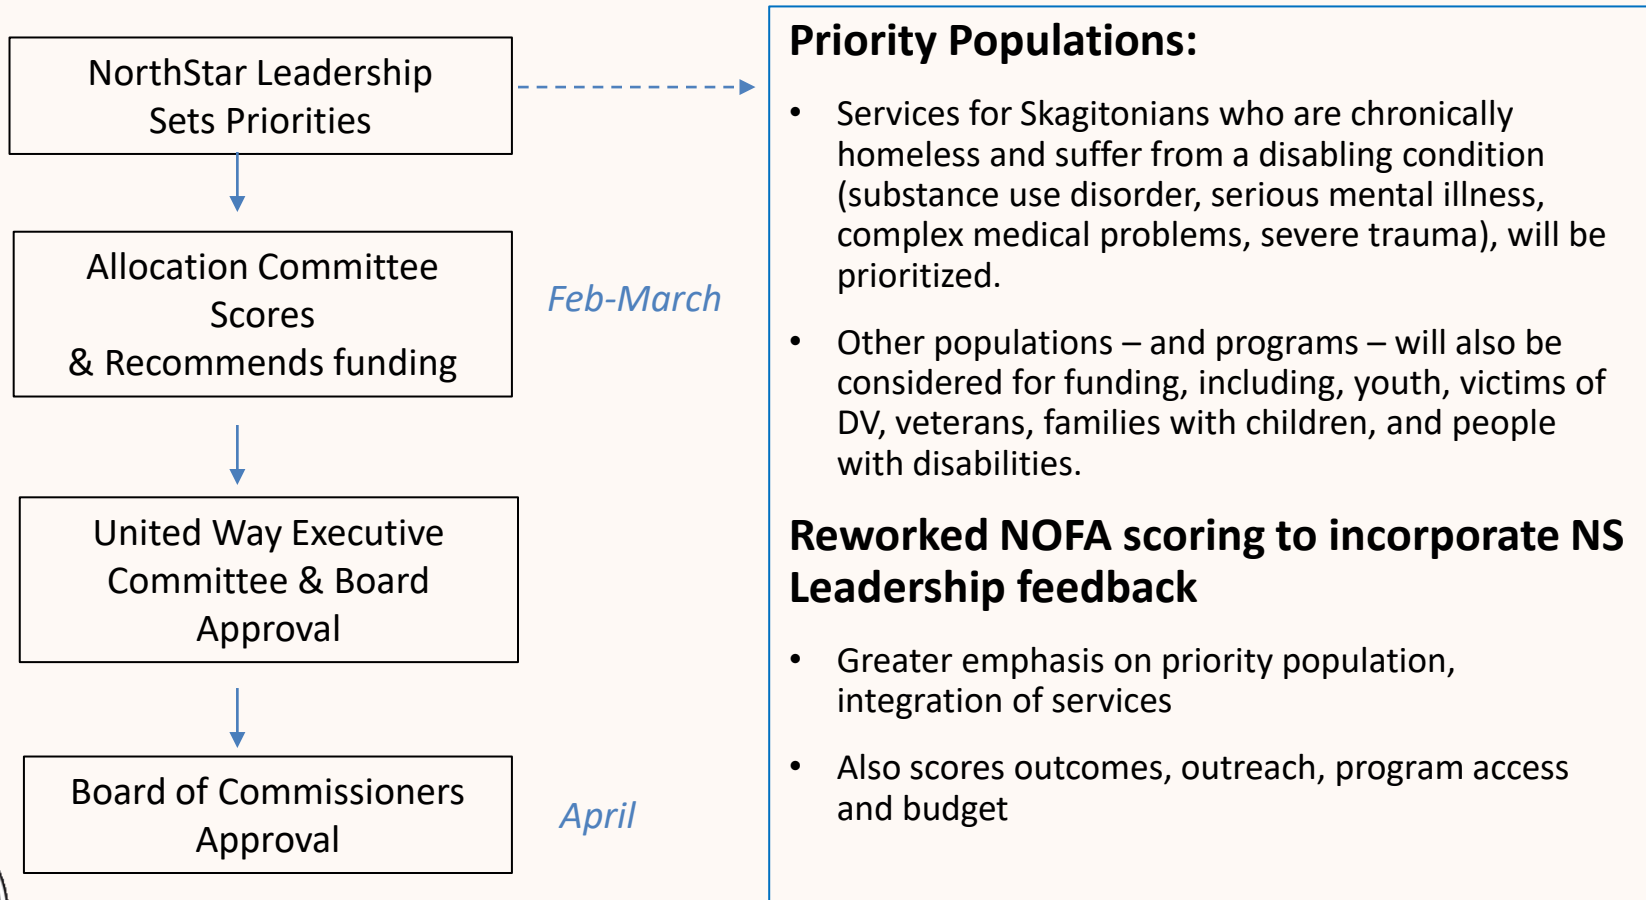 NorthStar Leadership
Sets Priorities
Allocation Committee
Scores
& Recommends funding
Feb-March
United Way Executive
Committee & Board
Approval
Board of Commissioners
Approval
April
Priority Populations:
• Services for Skagitonians who are chronically
homeless and suffer from a disabling condition
(substance use disorder, serious mental illness,
complex medical problems, severe trauma), will be
prioritized.
• Other populations – and programs – will also be
considered for funding, including, youth, victims of
DV, veterans, families with children, and people
with disabilities.
Reworked NOFA scoring to incorporate NS
Leadership feedback
• Greater emphasis on priority population,
integration of services
• Also scores outcomes, outreach, program access
and budget